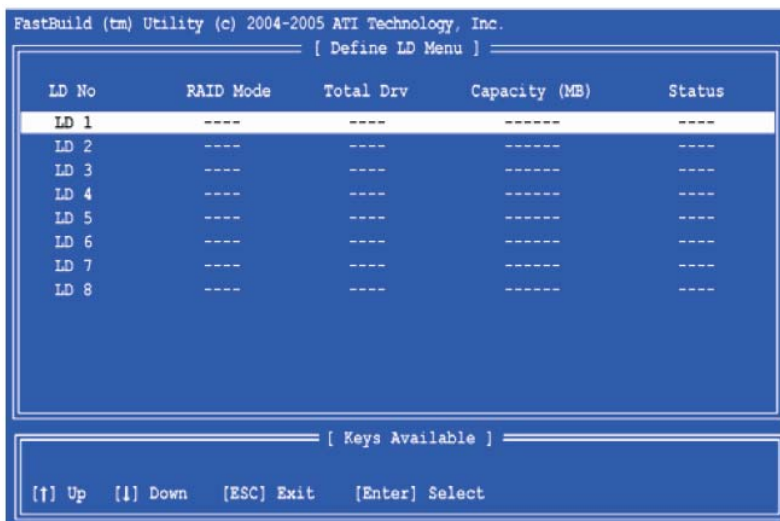 FastBuild (tm) Utility (c) 2004-2005 ATI Technology, Inc.
[ Define LD Menu ]
LD No RAID Mode Total Drv Capacity (MB) Status
LD 1 ---- ---- ------ ----
LD 2 ---- ---- ------ ----
LD 3 ---- ---- ------ ----
LD 4 ---- ---- ------ ----
LD 5 ---- ---- ------ ----
LD 6 ---- ---- ------ ----
LD 7 ---- ---- ------ ----
LD 8 ---- ---- ------ ----
[ Keys Available ]
[↑] Up [↓] Down [ESC] Exit [Enter] Select